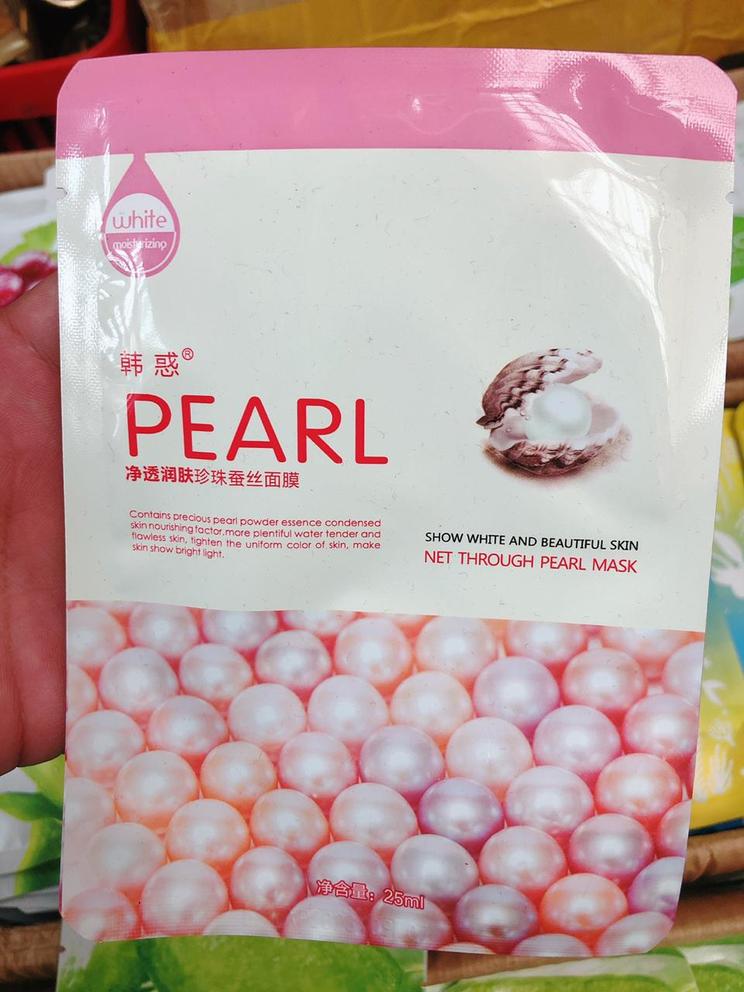 white
moisturizing
韩惑®
PEARL
净透润肤珍珠蚕丝面膜
Contains precious pearl powder essence condensed
skin nourishing factor,more plentiful water tender and
flawless skin, tighten the uniform color of skin, make
skin show bright light.
SHOW WHITE AND BEAUTIFUL SKIN
NET THROUGH PEARL MASK
净含量：25ml